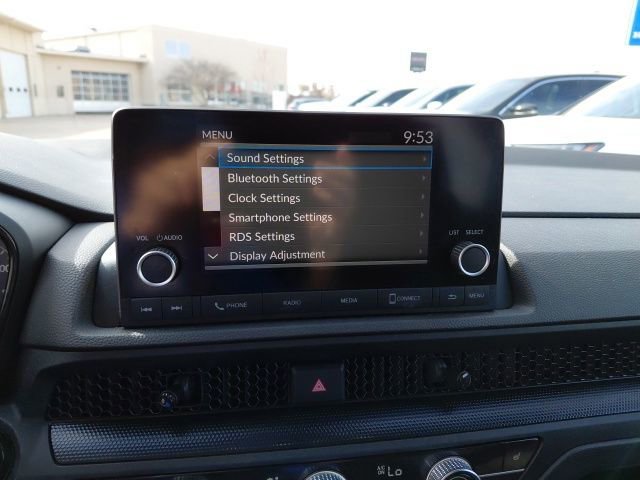 MENU 9:53
Sound Settings
Bluetooth Settings
Clock Settings
Smartphone Settings
RDS Settings
Display Adjustment
VOL AUDIO
LIST SELECT
PHONE RADIO MEDIA CONNECT MENU
A/C ON Lo